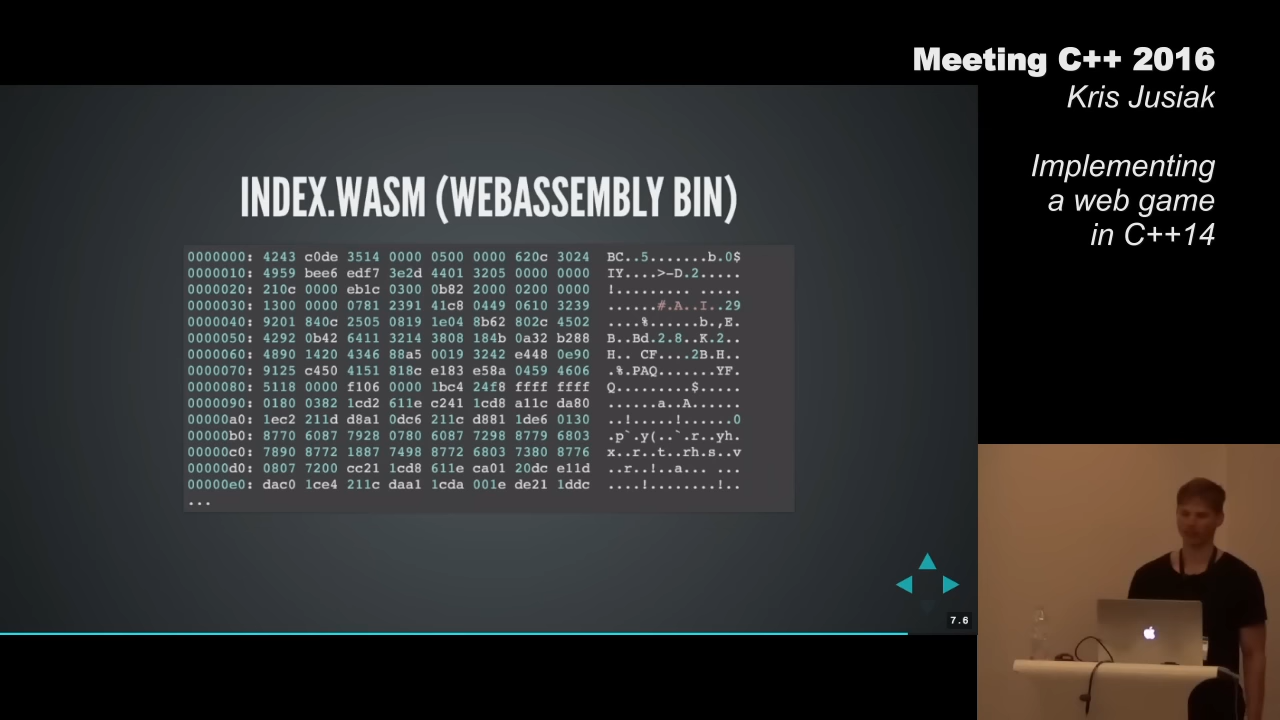 Meeting C++ 2016
Kris Jusiak
Implementing
a web game
in C++14
INDEX.WASM (WEBASSEMBLY BIN)
0000000: 4243 c0de 3514 0000 0500 0000 620c 3024 BC..5.......b.0$
0000010: 4959 bee6 edf7 3e2d 4401 3205 0000 0000 IY....>-D.2.....
0000020: 210c 0000 eb1c 0300 0b82 2000 0200 0000 !......... .....
0000030: 1300 0000 0781 2391 41c8 0449 0610 3239 ......#.A..I..29
0000040: 9201 840c 2505 0819 1e04 8b62 802c 4502 ....%......b.,E.
0000050: 4292 0b42 6411 3214 3808 184b 0a32 b288 B..Bd.2.8..K.2..
0000060: 4890 1420 4346 88a5 0019 3242 e448 0e90 H.. CF....2B.H..
0000070: 9125 c450 4151 818c e183 e58a 0459 4606 .%.PAQ.......YF.
0000080: 5118 0000 f106 0000 1bc4 24f8 ffff ffff Q.........$.....
0000090: 0180 0382 1cd2 611e c241 1cd8 a11c da80 ......a..A......
00000a0: 1ec2 211d d8a1 0dc6 211c d881 1de6 0130 ..!.....!......0
00000b0: 8770 6087 7928 0780 6087 7298 8779 6803 .p`.y(..`.r..yh.
00000c0: 7890 8772 1887 7498 8772 6803 7380 8776 x..r..t..rh.s..v
00000d0: 0807 7200 cc21 1cd8 611e ca01 20dc e11d ..r..!..a... ...
00000e0: dac0 1ce4 211c daa1 1cda 001e de21 1ddc ....!........!..
...
7.6